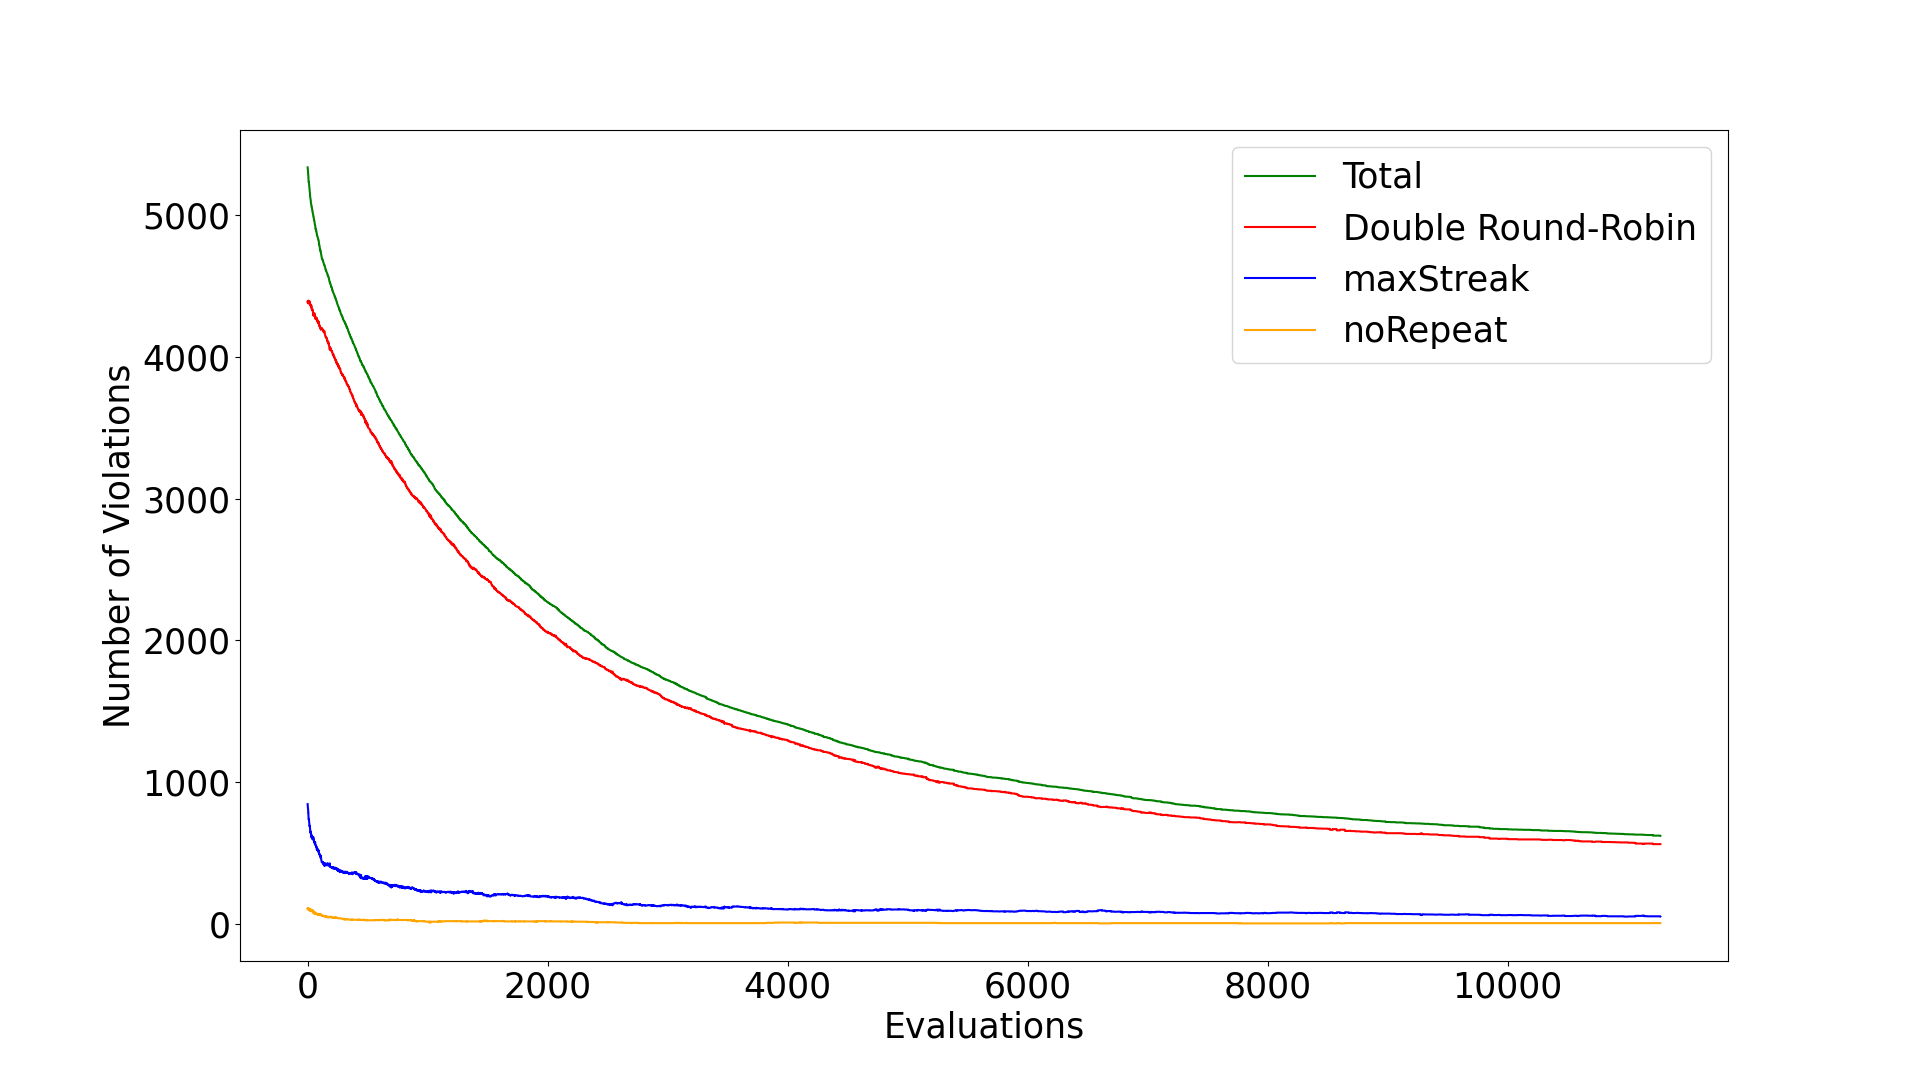 Total
Double Round-Robin
maxStreak
noRepeat
5000
4000
3000
2000
1000
0
Number of Violations
0 2000 4000 6000 8000 10000
Evaluations